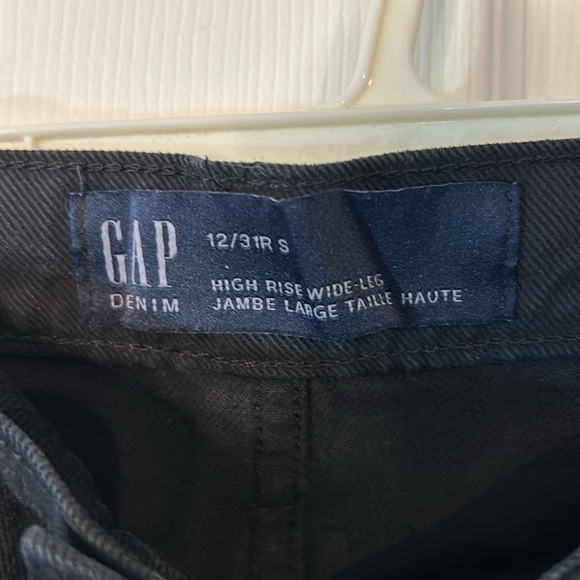 GAP
DENIM
12/31R S
HIGH RISE WIDE-LEG
JAMBE LARGE TAILLE HAUTE